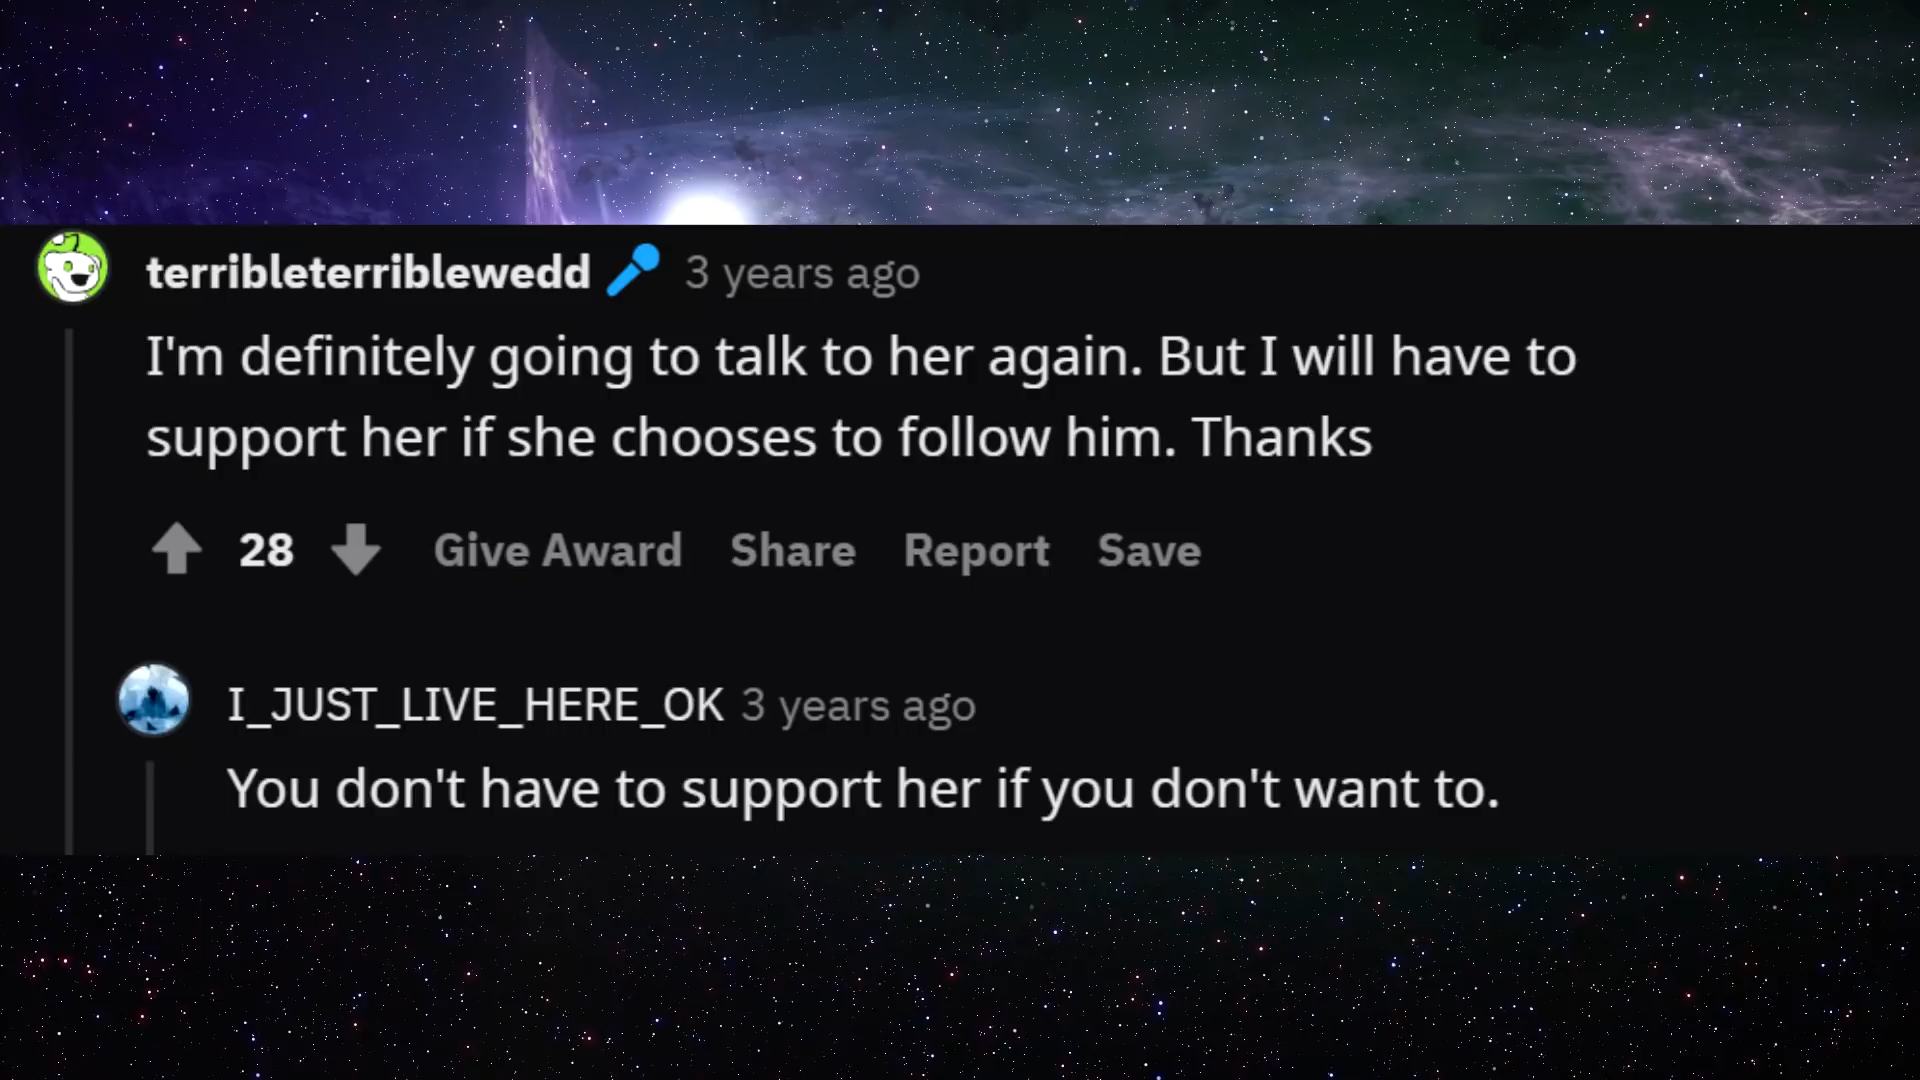 terribleterriblewedd 3 years ago
I'm definitely going to talk to her again. But I will have to
support her if she chooses to follow him. Thanks
28 Give Award Share Report Save
I_JUST_LIVE_HERE_OK 3 years ago
You don't have to support her if you don't want to.